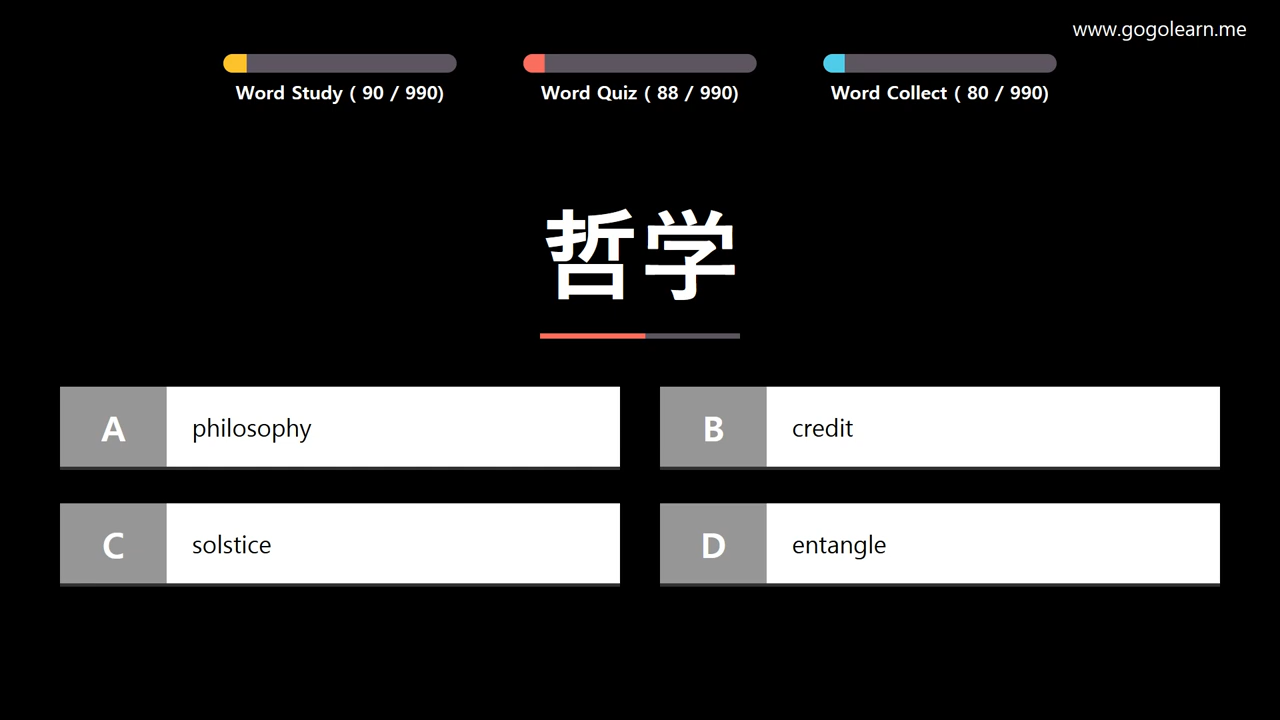 www.gogolearn.me
Word Study ( 90 / 990)
Word Quiz ( 88 / 990)
Word Collect ( 80 / 990)
哲学
A philosophy
B credit
C solstice
D entangle